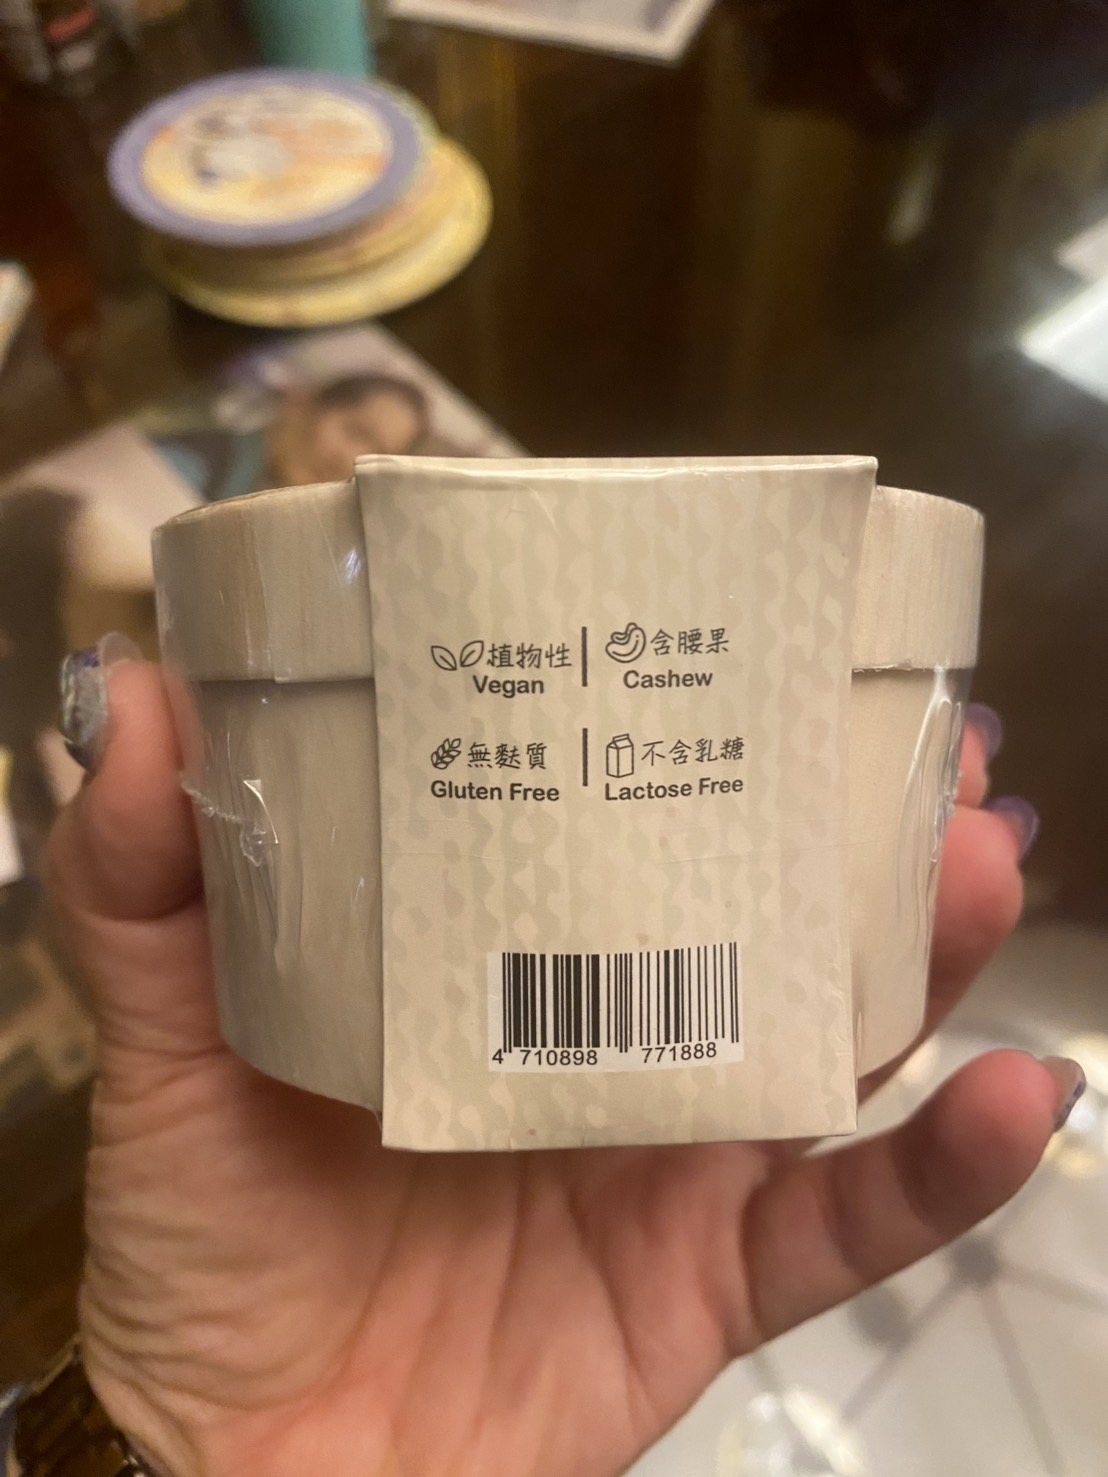 植物性
Vegan
含腰果
Cashew
無麩質
Gluten Free
不含乳糖
Lactose Free
4 710898 771888